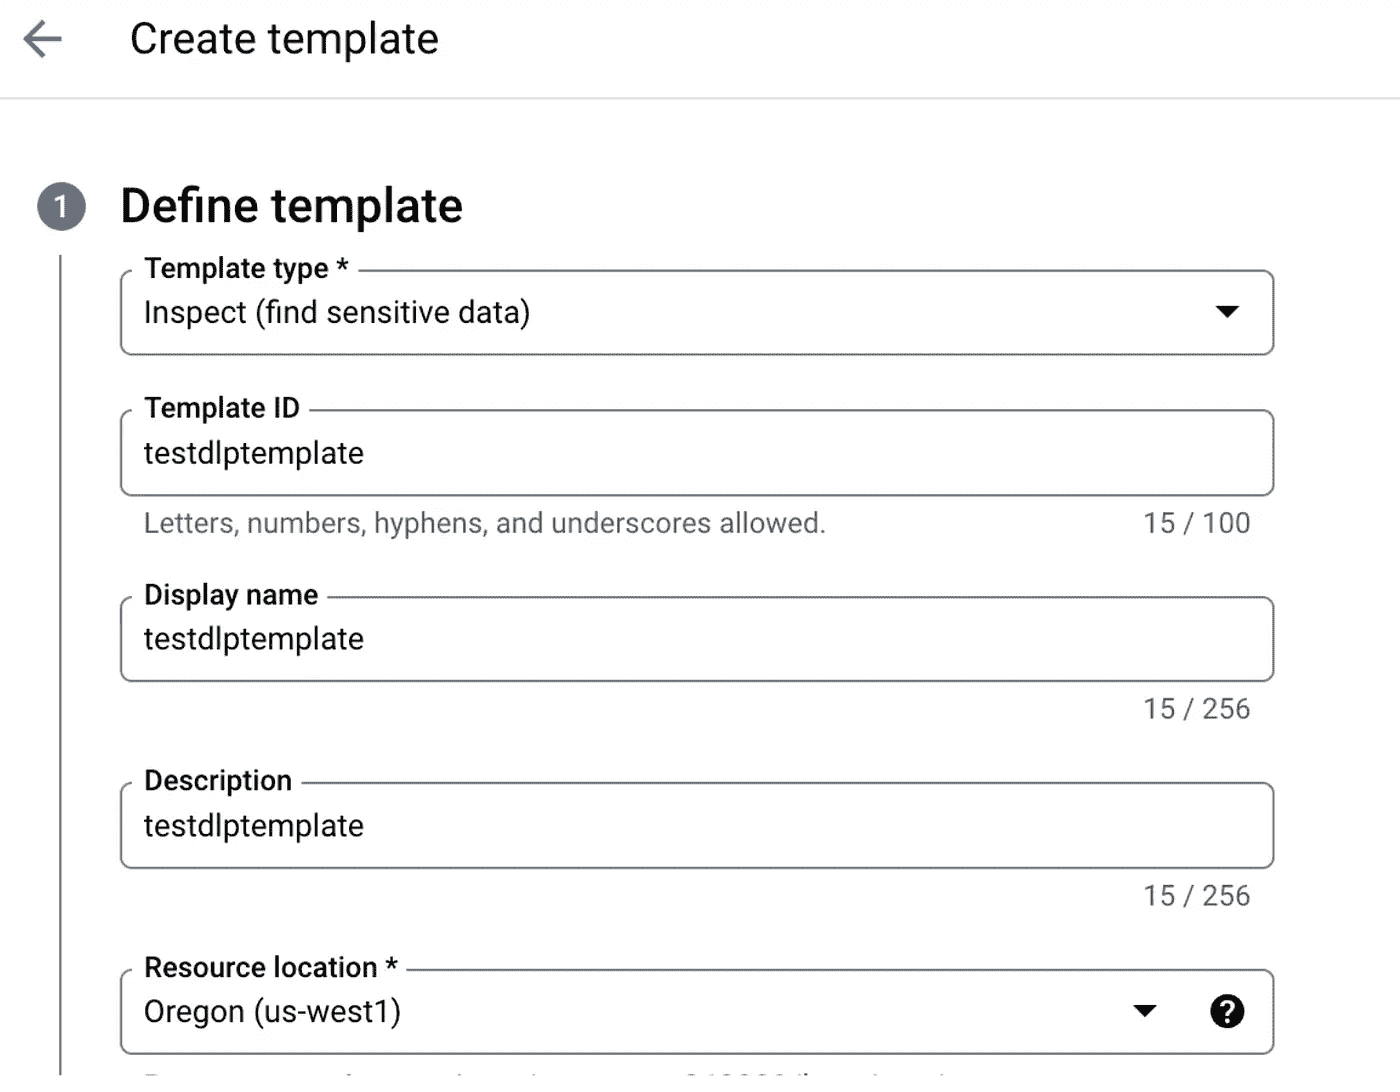 Create template
1 Define template
Template type *
Inspect (find sensitive data)
Template ID
testdlptemplate
Letters, numbers, hyphens, and underscores allowed. 15 / 100
Display name
testdlptemplate
15 / 256
Description
testdlptemplate
15 / 256
Resource location *
Oregon (us-west1)
?